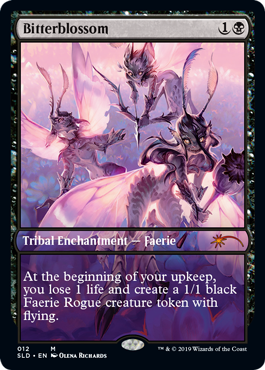 Bitterblossom 1
Tribal Enchantment — Faerie
At the beginning of your upkeep,
you lose 1 life and create a 1/1 black
Faerie Rogue creature token with
flying.
012 M
SLD • EN Olena Richards ™ & © 2019 Wizards of the Coast